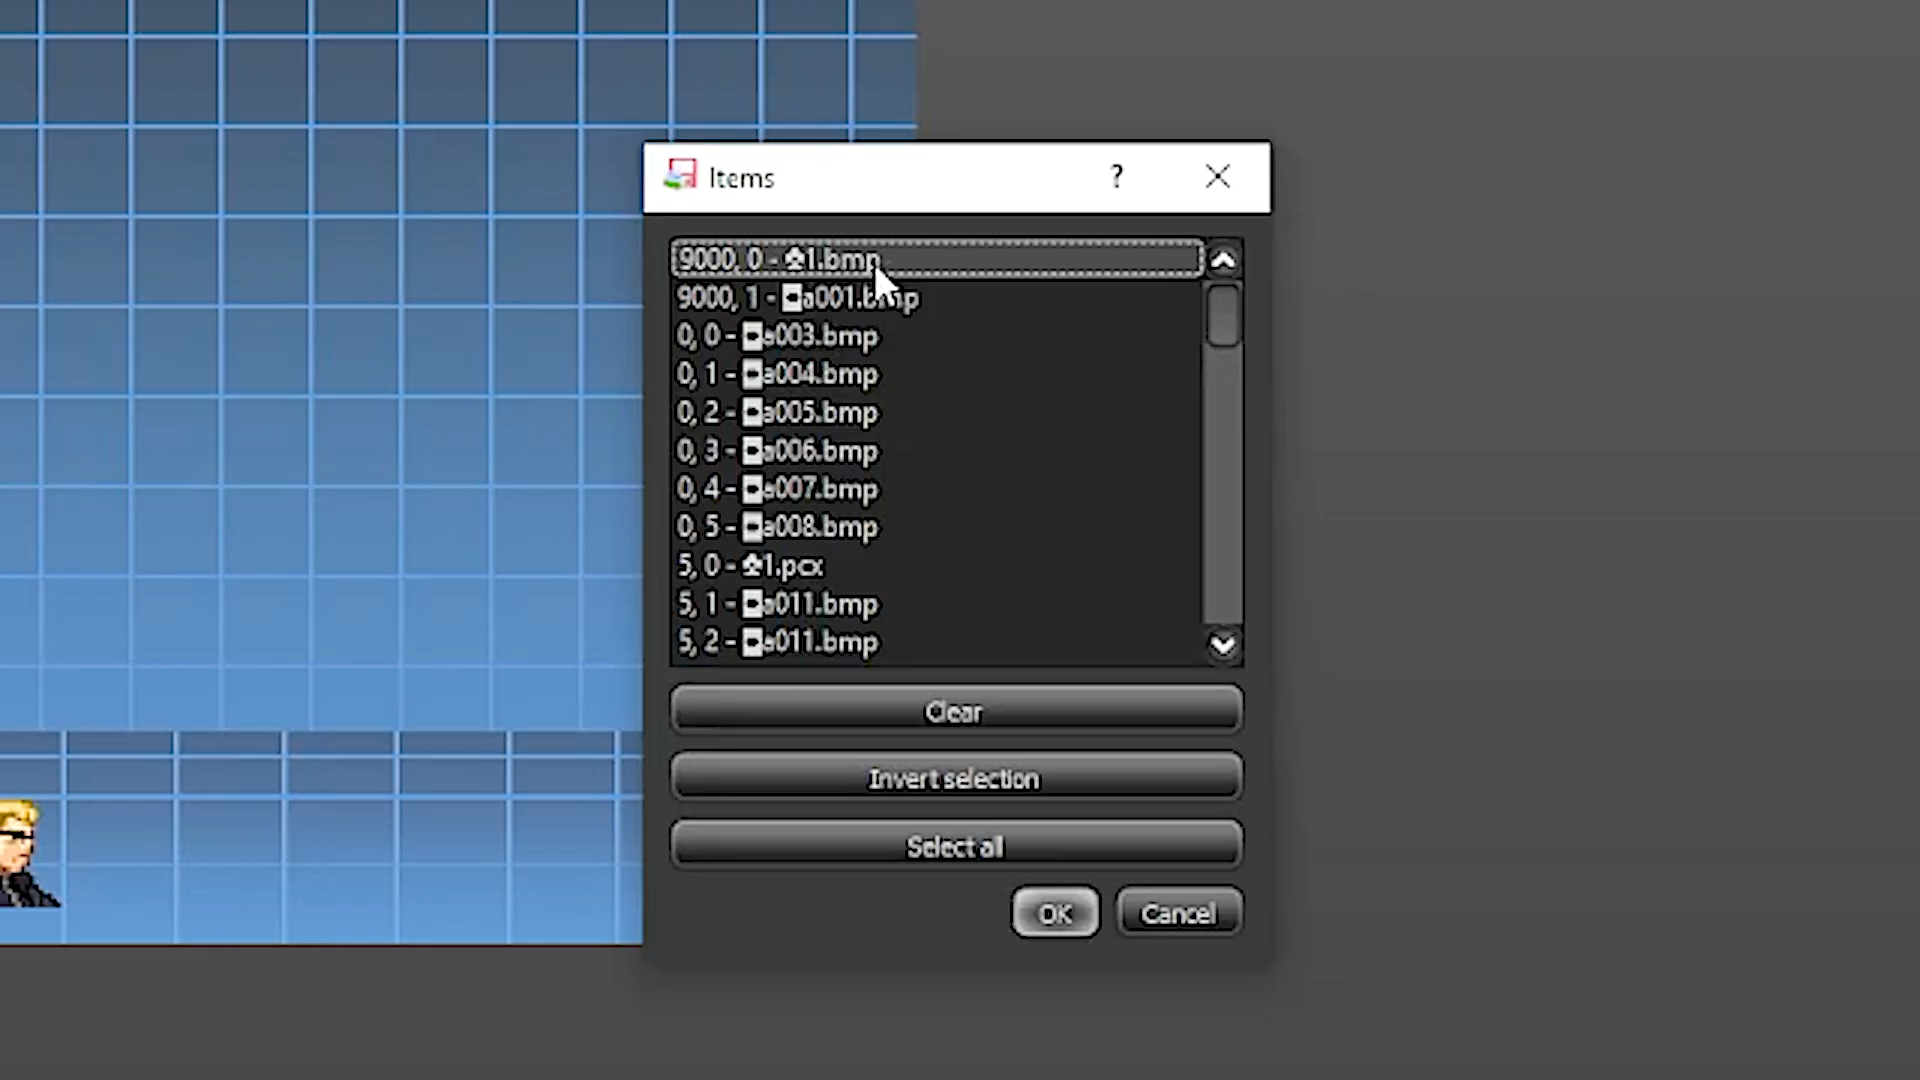 Items
?
9000, 0 - 1.bmp
9000, 1 - a001.bmp
0, 0 - a003.bmp
0, 1 - a004.bmp
0, 2 - a005.bmp
0, 3 - a006.bmp
0, 4 - a007.bmp
0, 5 - a008.bmp
5, 0 - 1.pcx
5, 1 - a011.bmp
5, 2 - a011.bmp
Clear
Invert selection
Select all
OK
Cancel